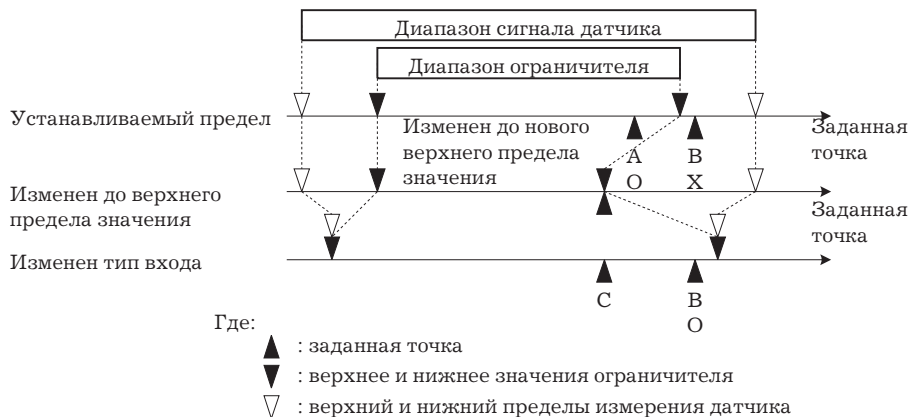 Диапазон сигнала датчика
Диапазон ограничителя
Устанавливаемый предел
Изменен до нового
верхнего предела
значения
A
O
B
X
Заданная
точка
Изменен до верхнего
предела значения
Заданная
точка
Изменен тип входа
C
B
O
Где:
: заданная точка
: верхнее и нижнее значения ограничителя
: верхний и нижний пределы измерения датчика